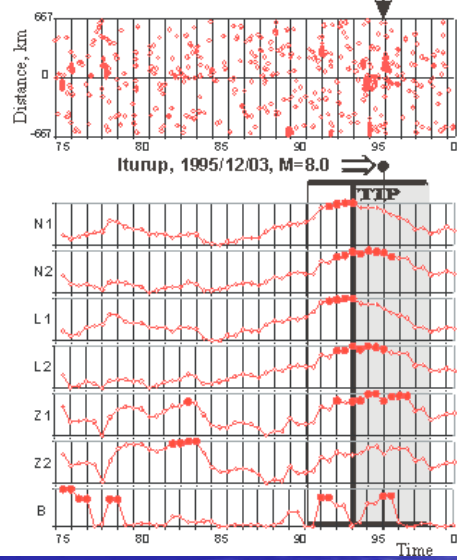 667
Distance, km
0
-667
75 80 85 90 95 0
Iturup, 1995/12/03, M=8.0
TIP
N1
N2
L1
L2
Z1
Z2
B
75 80 85 90 95 0
Time